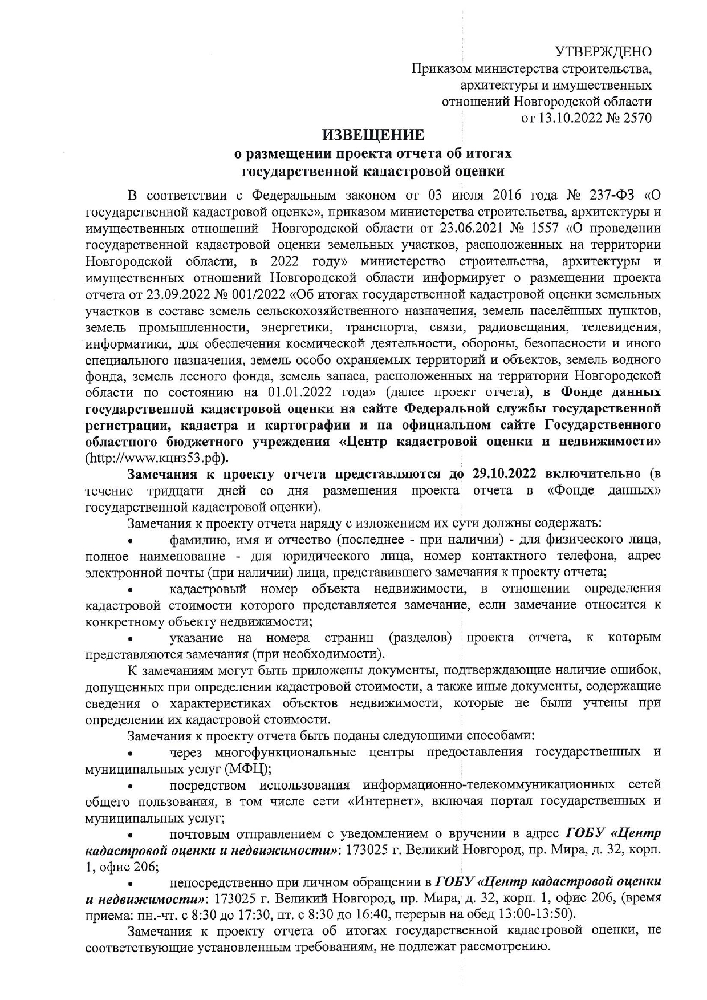 УТВЕРЖДЕНО
Приказом министерства строительства,
архитектуры и имущественных
отношений Новгородской области
от 13.10.2022 № 2570
ИЗВЕЩЕНИЕ
о размещении проекта отчета об итогах
государственной кадастровой оценки
В соответствии с Федеральным законом от 03 июля 2016 года № 237-ФЗ «О
государственной кадастровой оценке», приказом министерства строительства, архитектуры и
имущественных отношений Новгородской области от 23.06.2021 № 1557 «О проведении
государственной кадастровой оценки земельных участков, расположенных на территории
Новгородской области, в 2022 году» министерство строительства, архитектуры и
имущественных отношений Новгородской области информирует о размещении проекта
отчета от 23.09.2022 № 001/2022 «Об итогах государственной кадастровой оценки земельных
участков в составе земель сельскохозяйственного назначения, земель населённых пунктов,
земель промышленности, энергетики, транспорта, связи, радиовещания, телевидения,
информатики, для обеспечения космической деятельности, обороны, безопасности и иного
специального назначения, земель особо охраняемых территорий и объектов, земель водного
фонда, земель лесного фонда, земель запаса, расположенных на территории Новгородской
области по состоянию на 01.01.2022 года» (далее проект отчета), в Фонде данных
государственной кадастровой оценки на сайте Федеральной службы государственной
регистрации, кадастра и картографии и на официальном сайте Государственного
областного бюджетного учреждения «Центр кадастровой оценки и недвижимости»
(http://www.кцнз53.рф).
Замечания к проекту отчета представляются до 29.10.2022 включительно (в
течение тридцати дней со дня размещения проекта отчета в «Фонде данных»
государственной кадастровой оценки).
Замечания к проекту отчета наряду с изложением их сути должны содержать:
• фамилию, имя и отчество (последнее - при наличии) - для физического лица,
полное наименование - для юридического лица, номер контактного телефона, адрес
электронной почты (при наличии) лица, представившего замечания к проекту отчета;
• кадастровый номер объекта недвижимости, в отношении определения
кадастровой стоимости которого представляется замечание, если замечание относится к
конкретному объекту недвижимости;
• указание на номера страниц (разделов) проекта отчета, к которым
представляются замечания (при необходимости).
К замечаниям могут быть приложены документы, подтверждающие наличие ошибок,
допущенных при определении кадастровой стоимости, а также иные документы, содержащие
сведения о характеристиках объектов недвижимости, которые не были учтены при
определении их кадастровой стоимости.
Замечания к проекту отчета быть поданы следующими способами:
• через многофункциональные центры предоставления государственных и
муниципальных услуг (МФЦ);
• посредством использования информационно-телекоммуникационных сетей
общего пользования, в том числе сети «Интернет», включая портал государственных и
муниципальных услуг;
• почтовым отправлением с уведомлением о вручении в адрес ГОБУ «Центр
кадастровой оценки и недвижимости»: 173025 г. Великий Новгород, пр. Мира, д. 32, корп.
1, офис 206;
• непосредственно при личном обращении в ГОБУ «Центр кадастровой оценки
и недвижимости»: 173025 г. Великий Новгород, пр. Мира, д. 32, корп. 1, офис 206, (время
приема: пн.-чт. с 8:30 до 17:30, пт. с 8:30 до 16:40, перерыв на обед 13:00-13:50).
Замечания к проекту отчета об итогах государственной кадастровой оценки, не
соответствующие установленным требованиям, не подлежат рассмотрению.